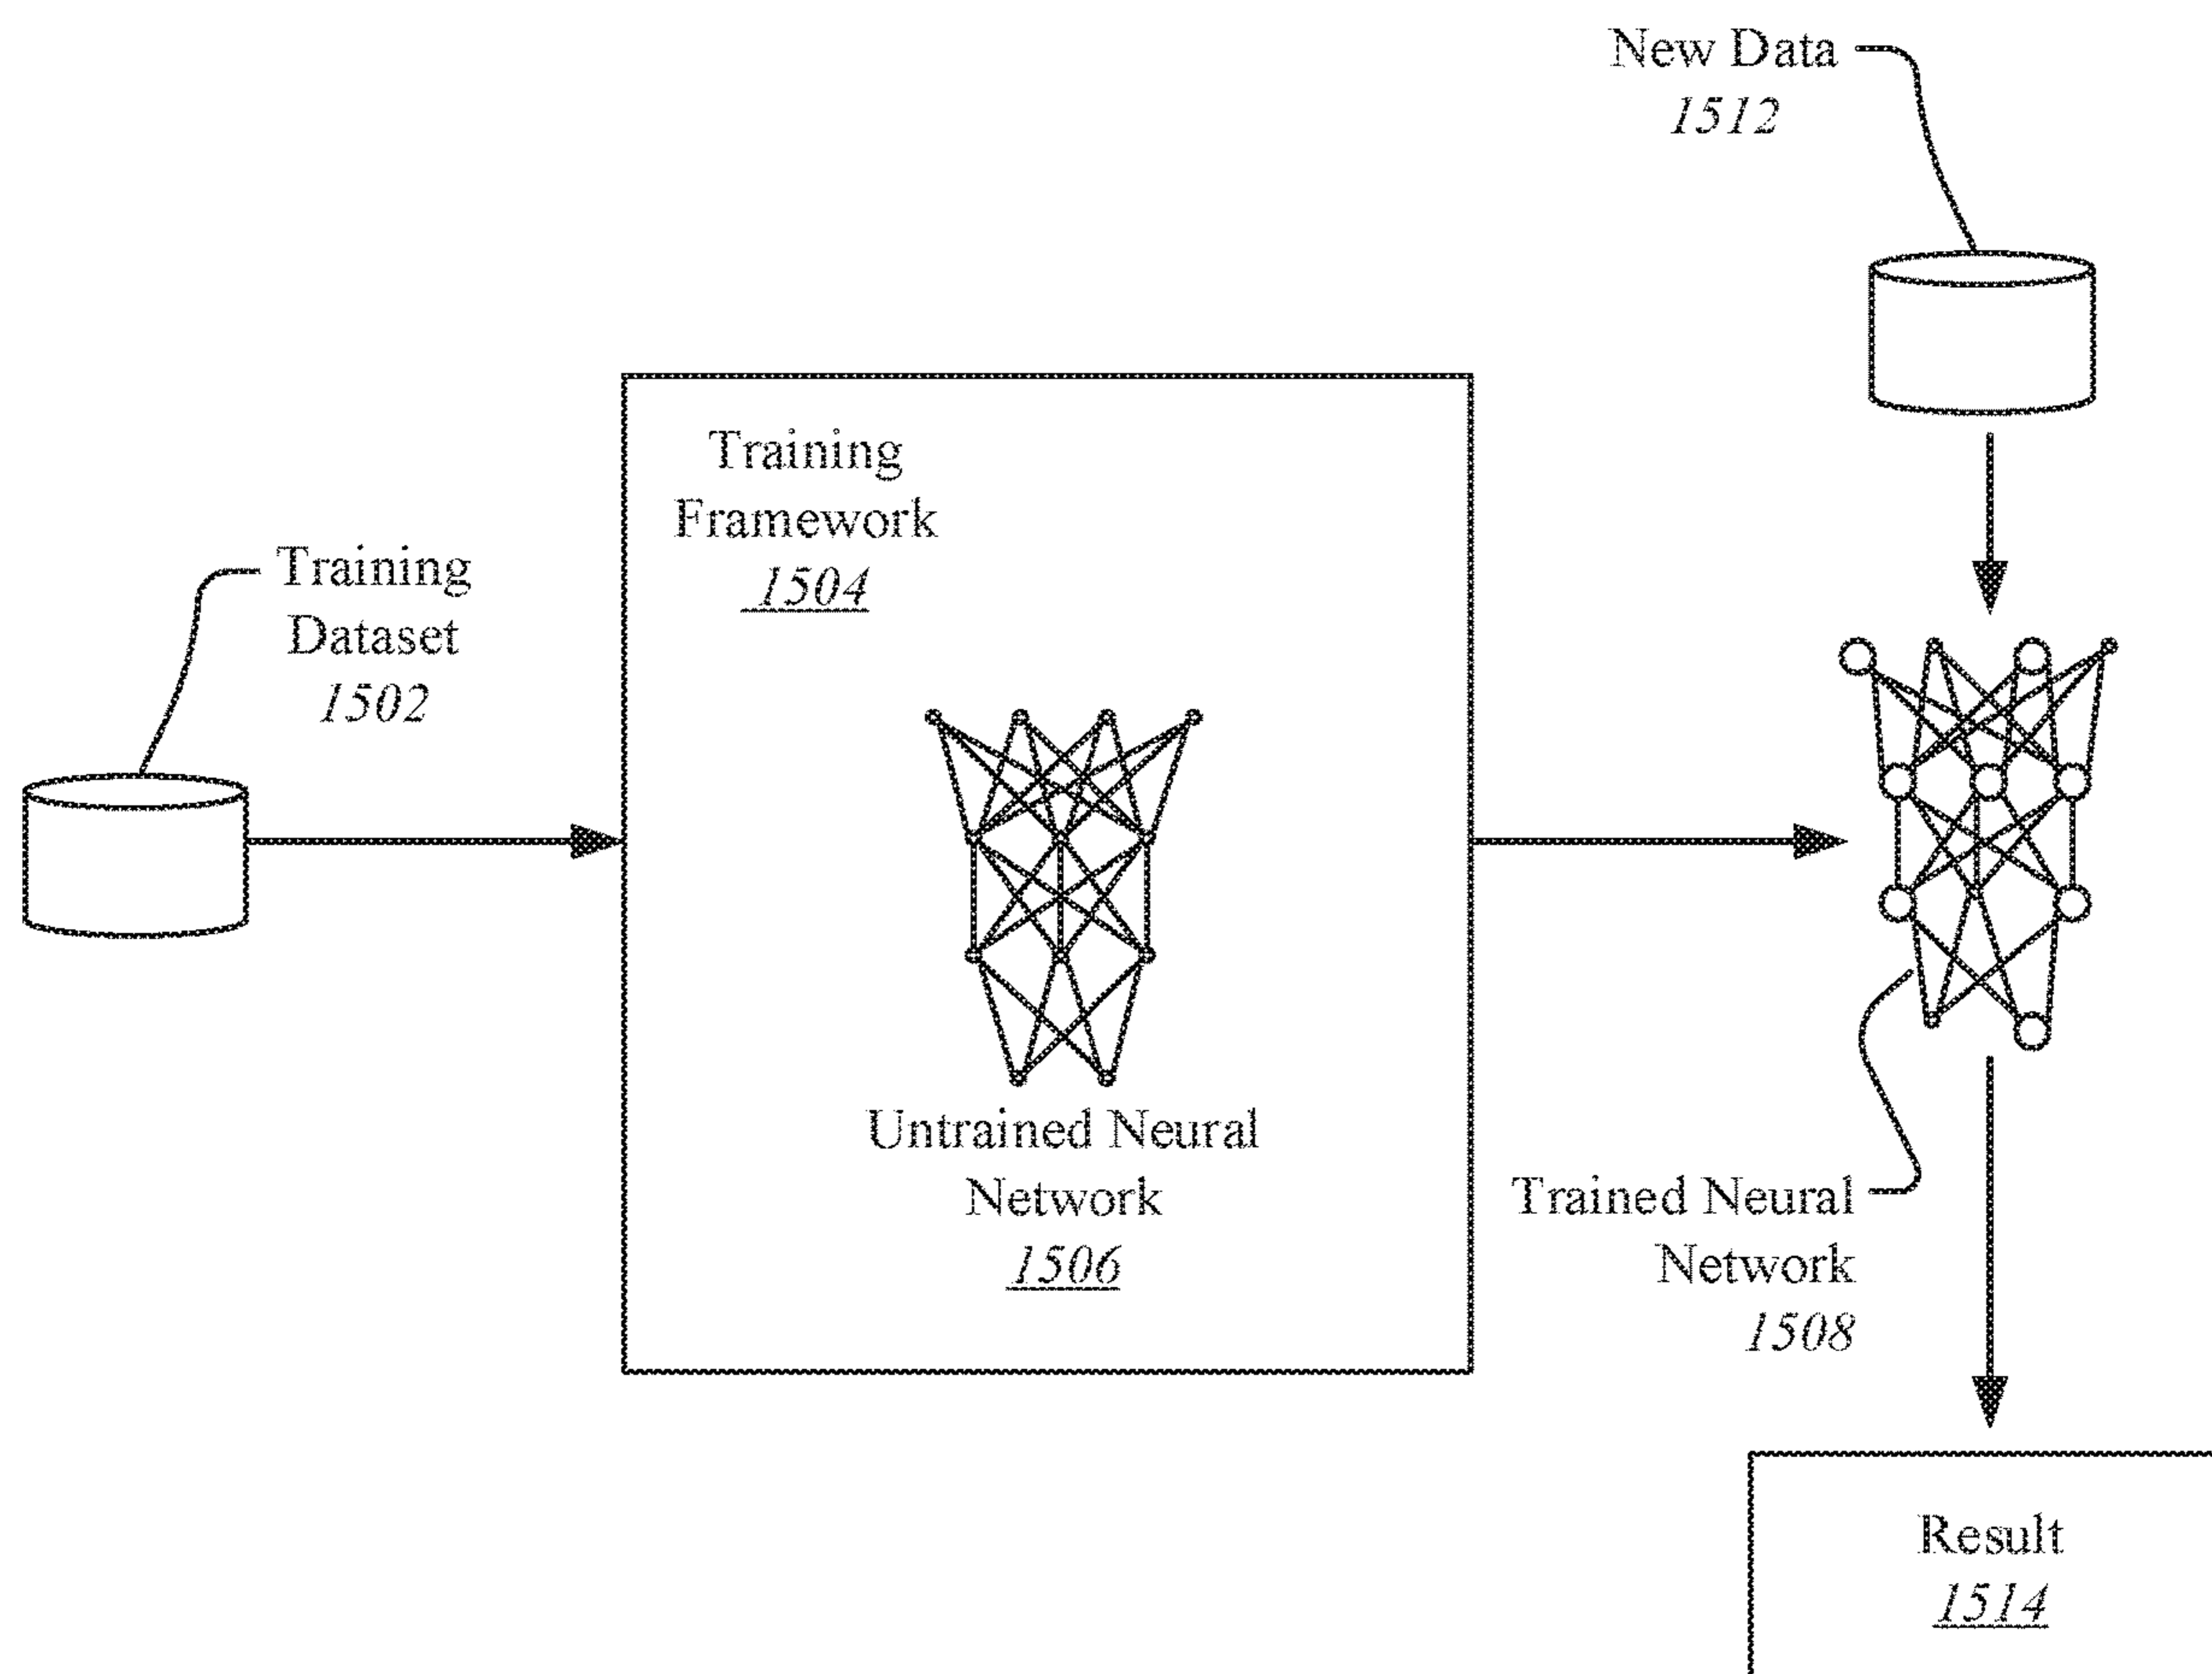 New Data
1512
Training
Framework
1504
Training
Dataset
1502
Untrained Neural
Network
1506
Trained Neural
Network
1508
Result
1514